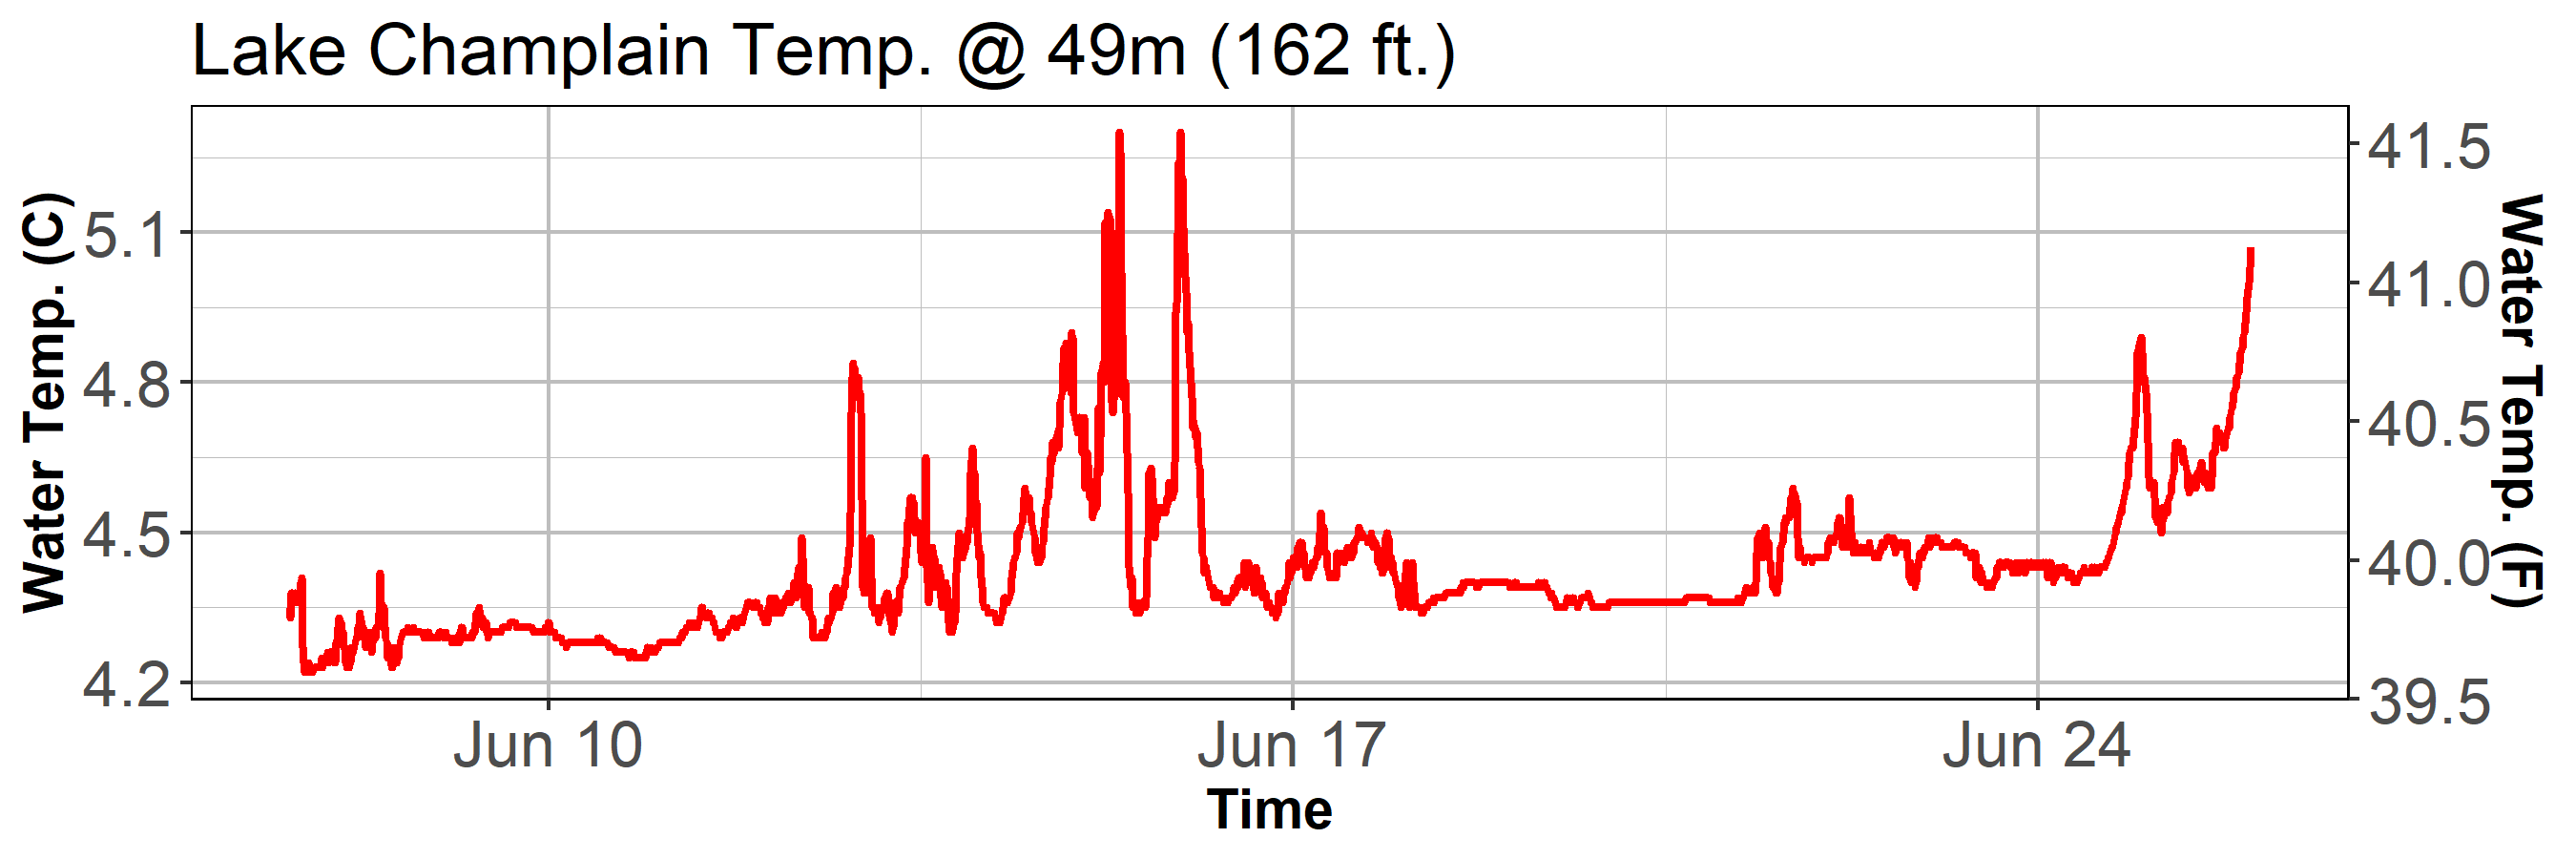 Lake Champlain Temp. @ 49m (162 ft.)
Water Temp. (C)
5.1
4.8
4.5
4.2
41.5
41.0
40.5
40.0
39.5
Water Temp. (F)
Jun 10 Jun 17 Jun 24
Time